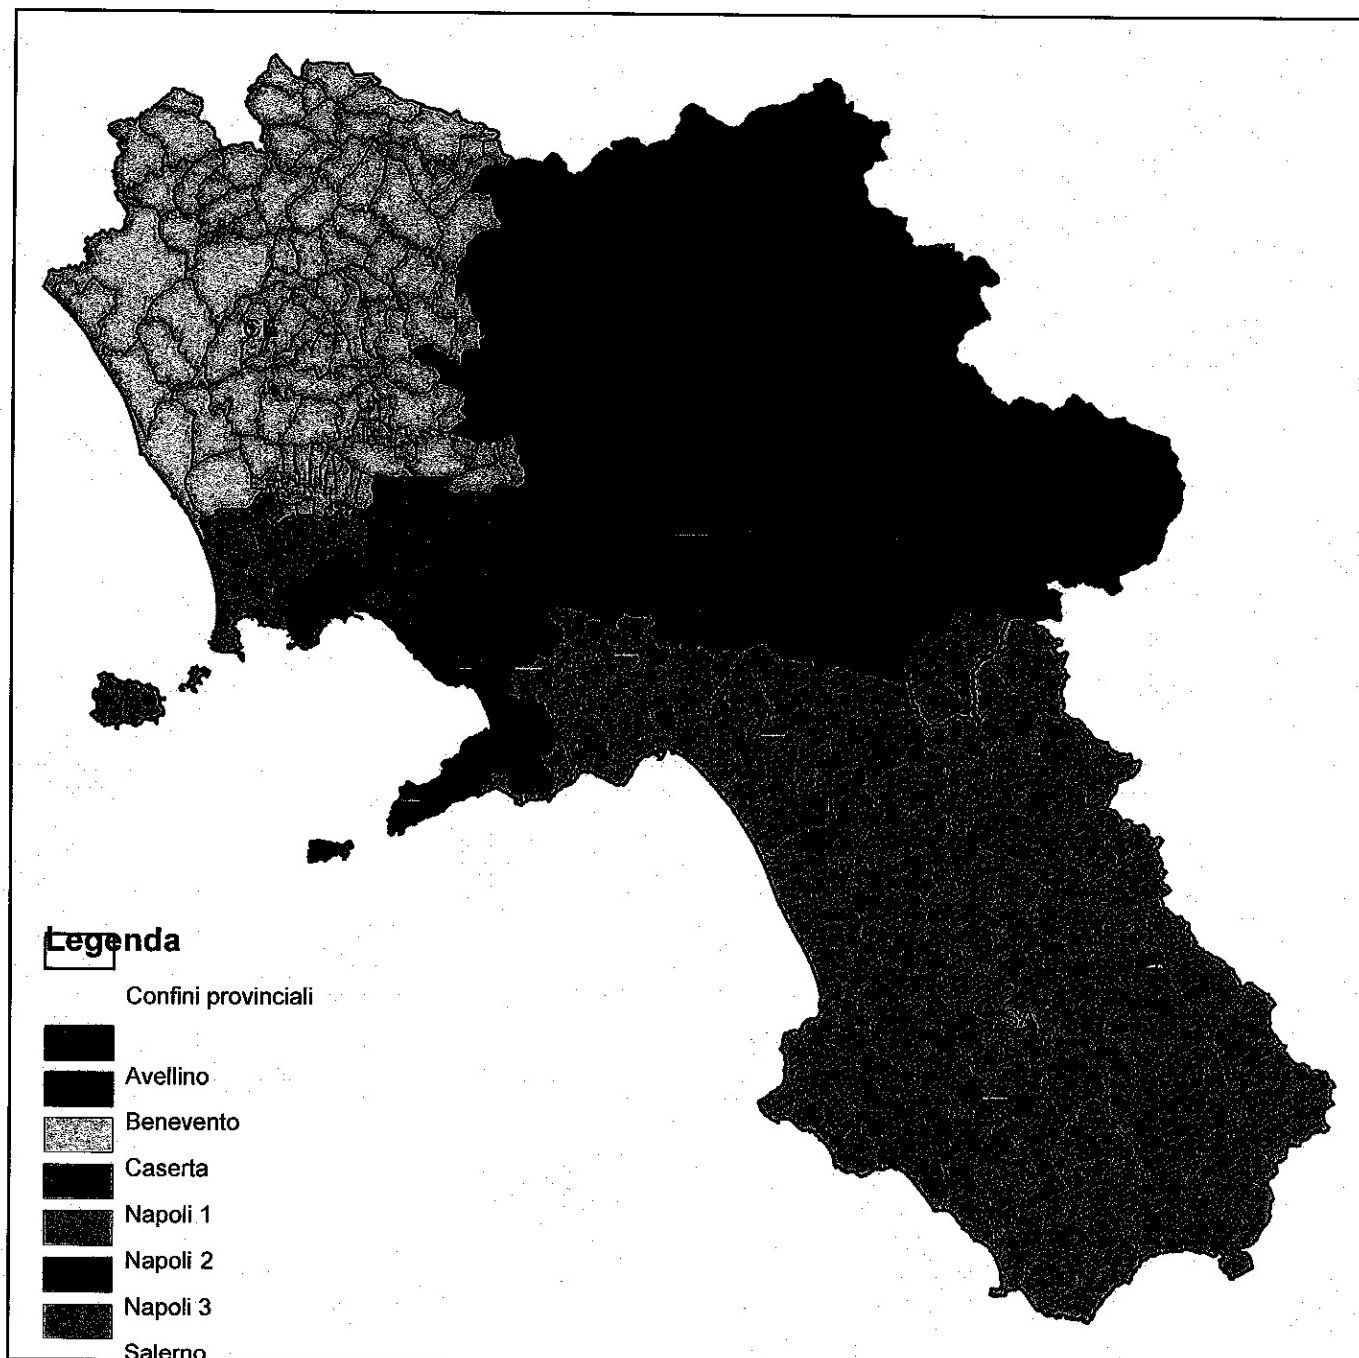 Legenda
Confini provinciali
Avellino
Benevento
Caserta
Napoli 1
Napoli 2
Napoli 3
Salerno